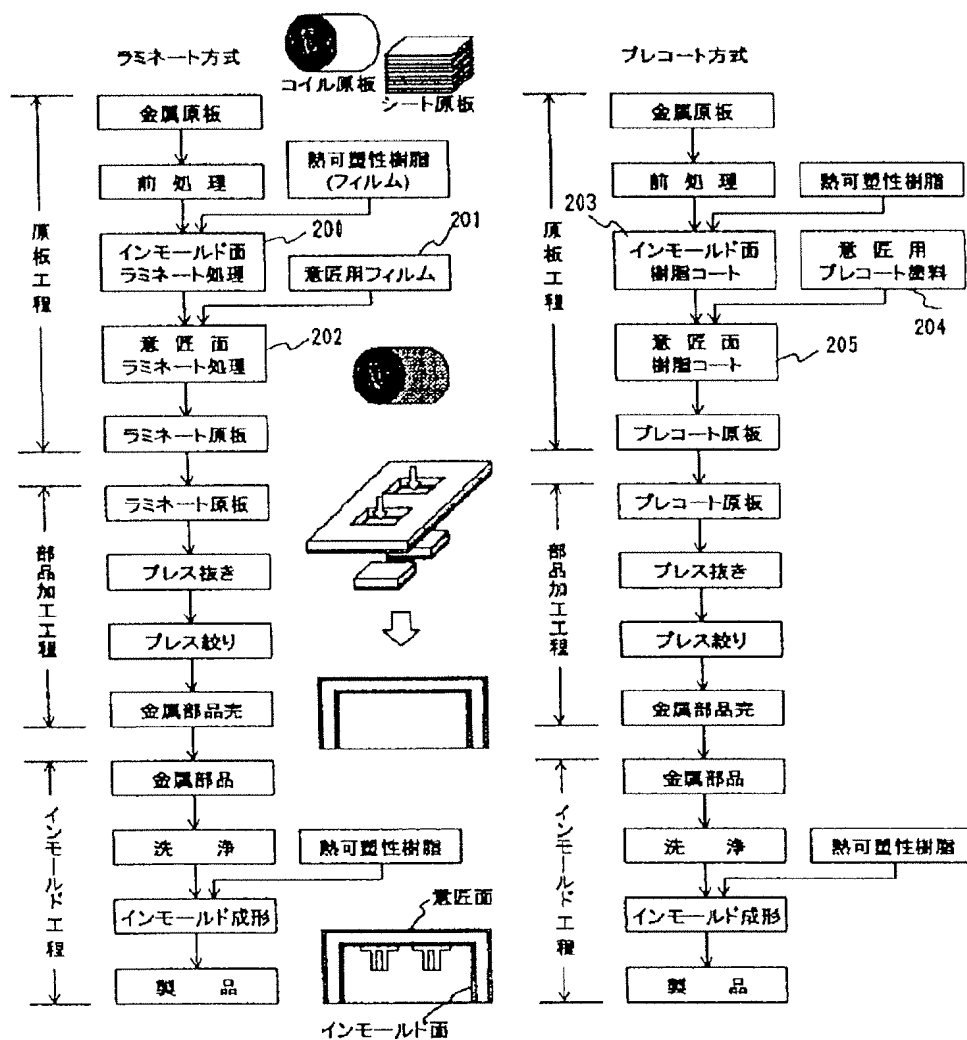 ラミネート方式
コイル原板
シート原板
原板工程
金属原板
前処理
熱可塑性樹脂
(フィルム)
200
インモールド面
ラミネート処理
201
意匠用フィルム
意匠面
ラミネート処理
202
ラミネート原板
部品加工工程
ラミネート原板
プレス抜き
プレス絞り
金属部品完
インモールド工程
金属部品
洗浄
熱可塑性樹脂
インモールド成形
製品
意匠面
インモールド面
プレコート方式
原板工程
金属原板
前処理
熱可塑性樹脂
203
インモールド面
樹脂コート
意匠用
プレコート塗料
204
意匠面
樹脂コート
205
プレコート原板
部品加工工程
プレコート原板
プレス抜き
プレス絞り
金属部品完
インモールド工程
金属部品
洗浄
熱可塑性樹脂
インモールド成形
製品